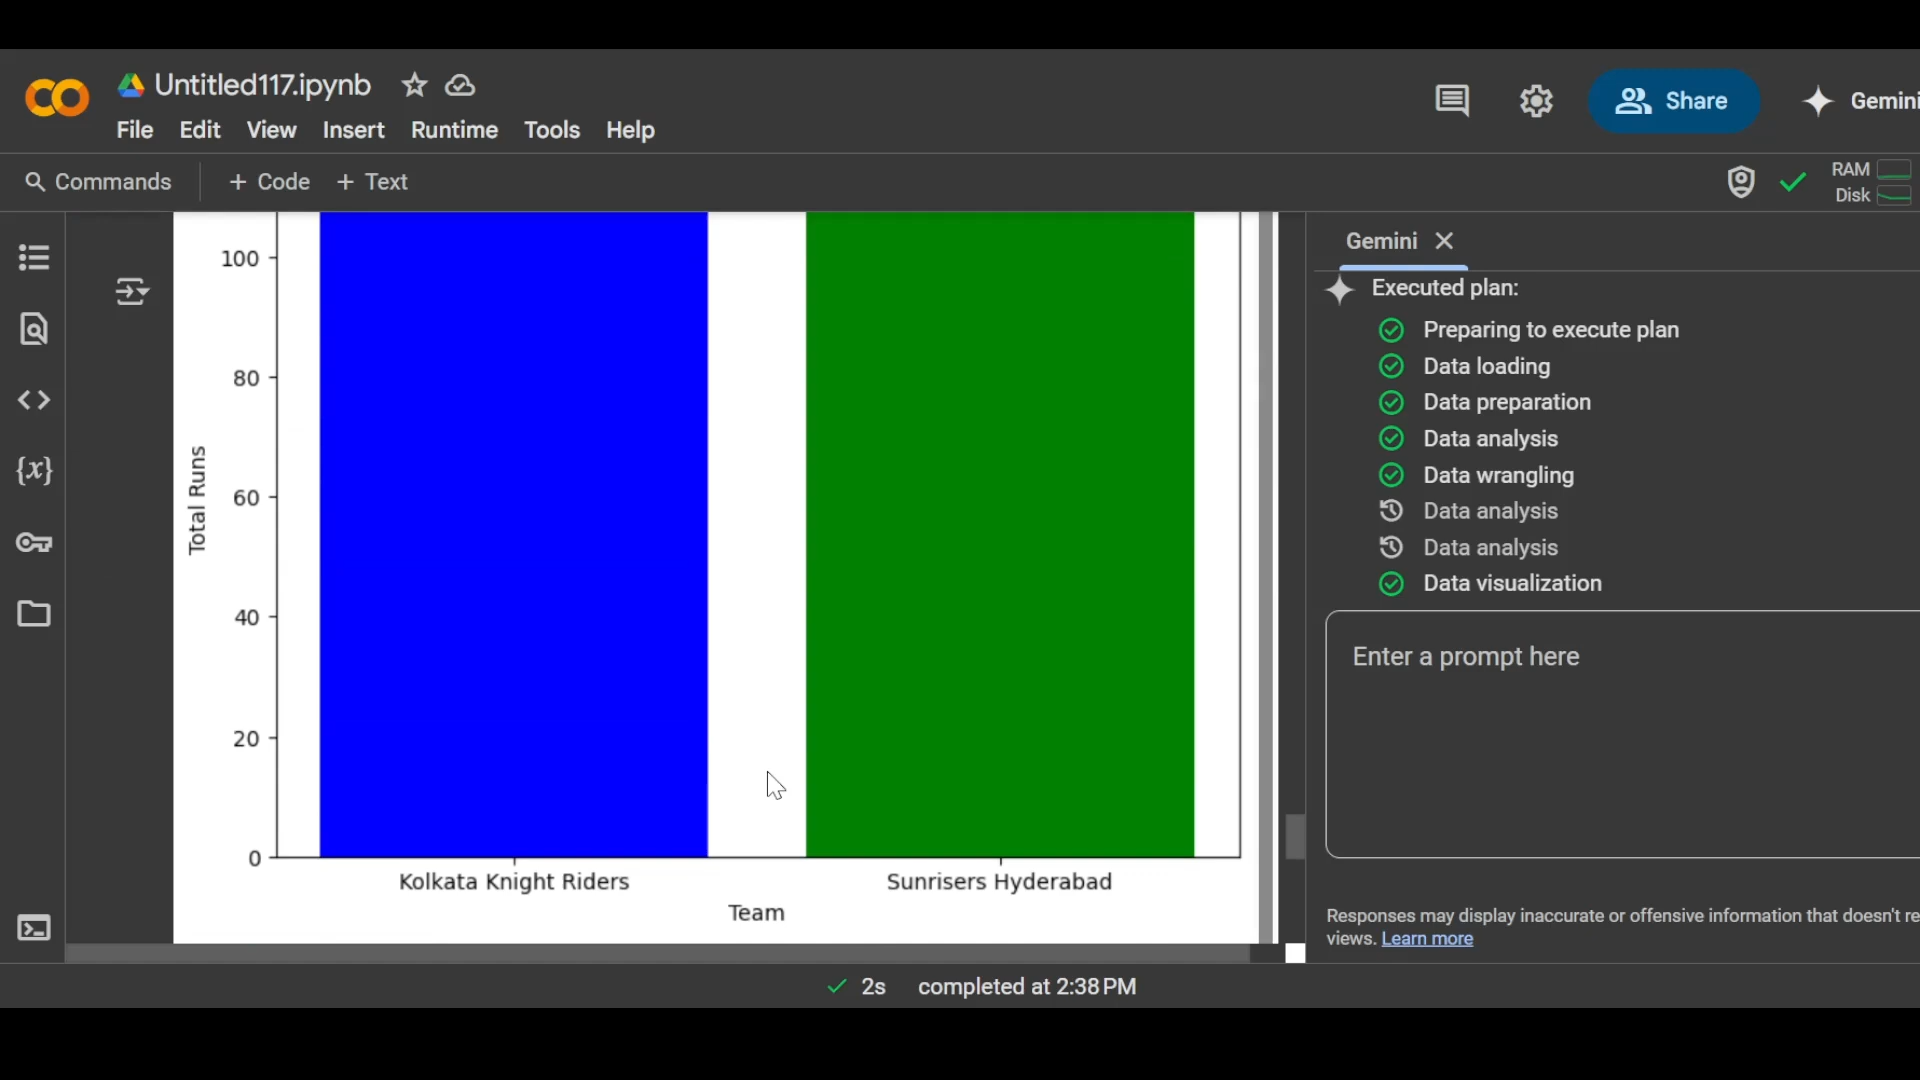 Untitled117.ipynb
File Edit View Insert Runtime Tools Help
Share
Gemini
Commands + Code + Text
RAM
Disk
100
80
60
40
20
0
Total Runs
Kolkata Knight Riders Sunrisers Hyderabad
Team
{x}
Gemini
Executed plan:
Preparing to execute plan
Data loading
Data preparation
Data analysis
Data wrangling
Data analysis
Data analysis
Data visualization
Enter a prompt here
Responses may display inaccurate or offensive information that doesn't re
views. Learn more
2s completed at 2:38 PM